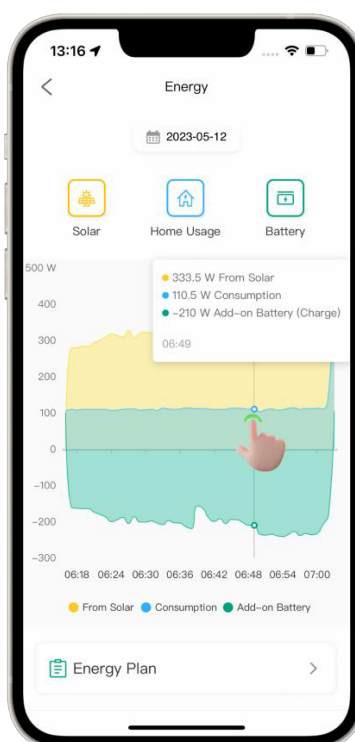 13:16
Energy
2023-05-12
Solar
Home Usage
Battery
500 W
400
300
200
100
0
-100
-200
-300
333.5 W From Solar
110.5 W Consumption
-210 W Add-on Battery (Charge)
06:49
06:18 06:24 06:30 06:36 06:42 06:48 06:54 07:00
From Solar Consumption Add-on Battery
Energy Plan